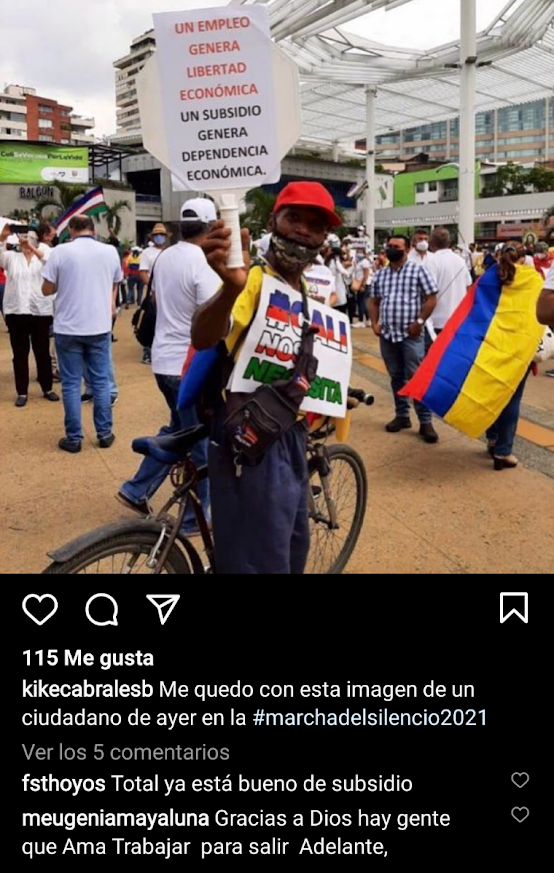 UN EMPLEO
GENERA
LIBERTAD
ECONÓMICA
UN SUBSIDIO
GENERA
DEPENDENCIA
ECONÓMICA.
BALCÓN
#CALI
NOS
NECESITA
115 Me gusta
kikecabralesb Me quedo con esta imagen de un
ciudadano de ayer en la #marchadelsilencio2021
Ver los 5 comentarios
fsthoyos Total ya está bueno de subsidio
meugeniamayaluna Gracias a Dios hay gente
que Ama Trabajar para salir Adelante,